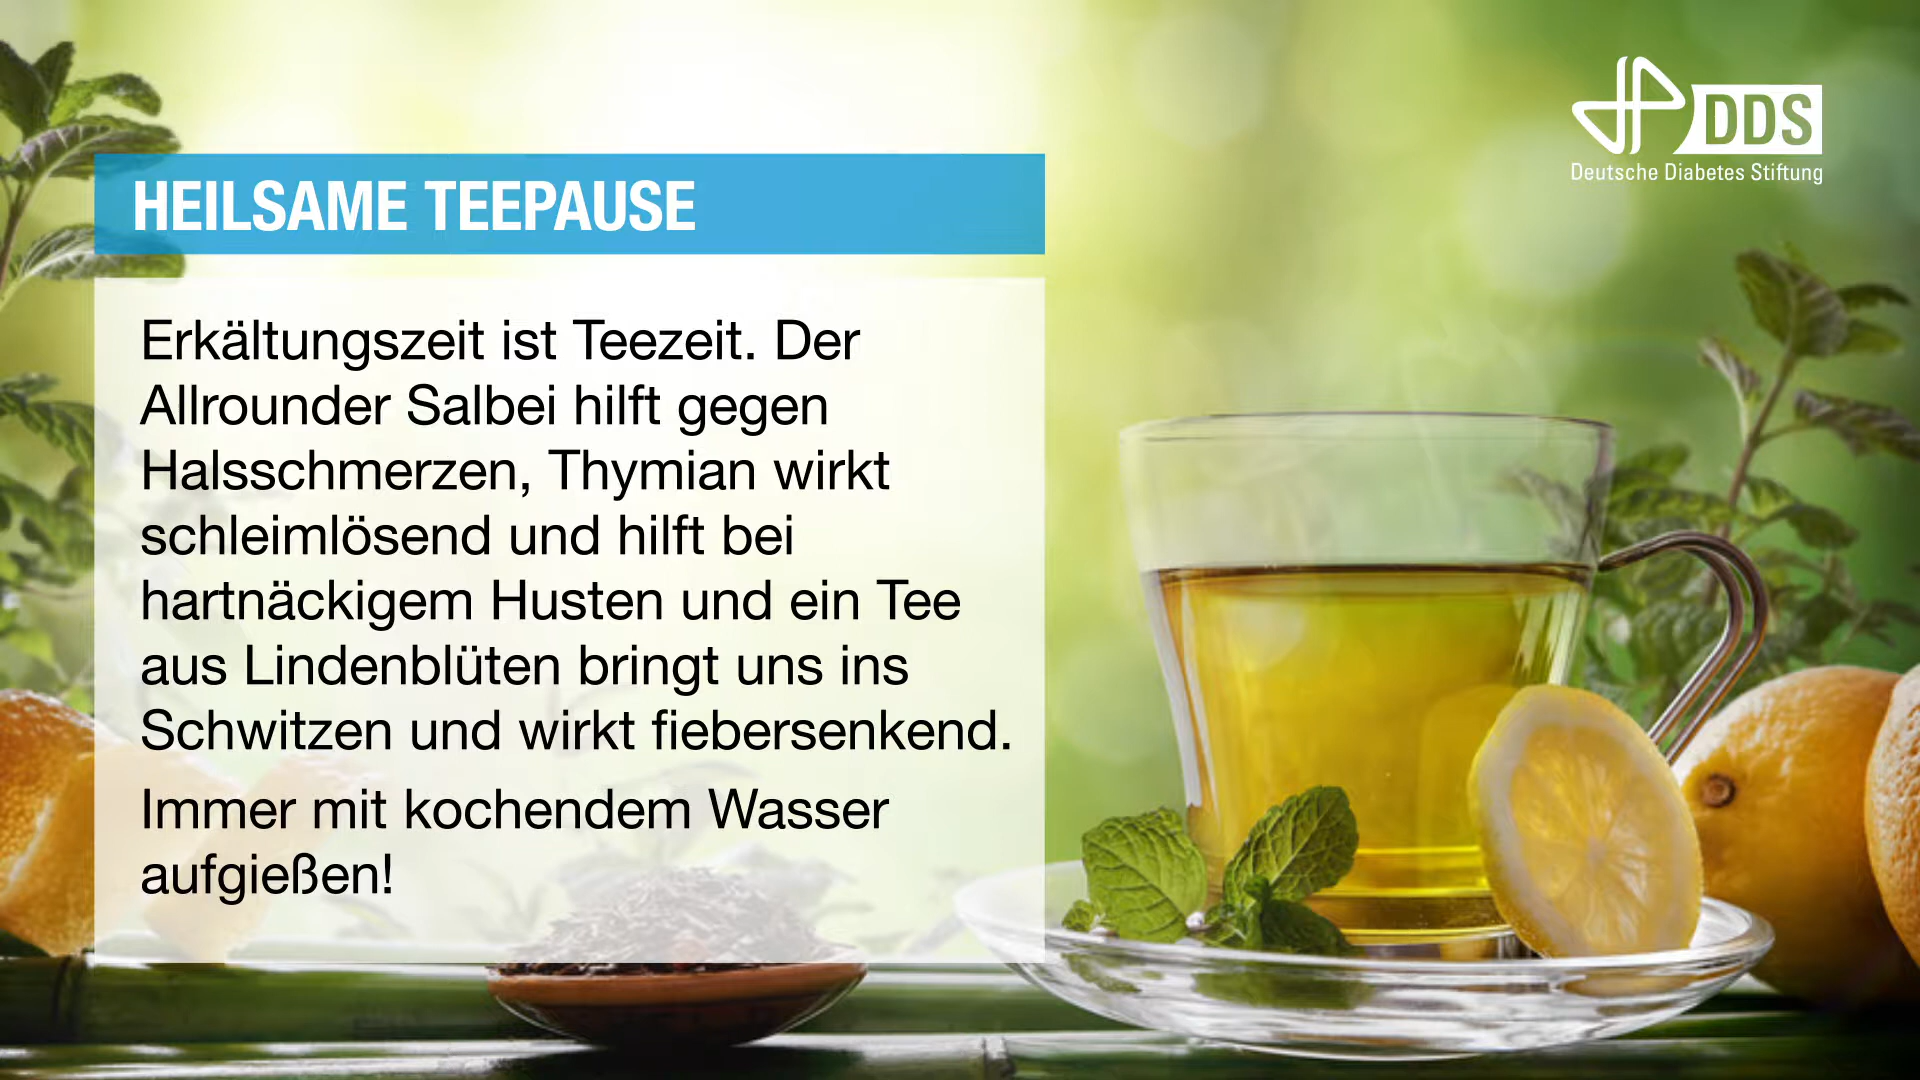 DDS
Deutsche Diabetes Stiftung
HEILSAME TEEPAUSE
Erkältungszeit ist Teezeit. Der
Allrounder Salbei hilft gegen
Halsschmerzen, Thymian wirkt
schleimlösend und hilft bei
hartnäckigem Husten und ein Tee
aus Lindenblüten bringt uns ins
Schwitzen und wirkt fiebersenkend.
Immer mit kochendem Wasser
aufgießen!